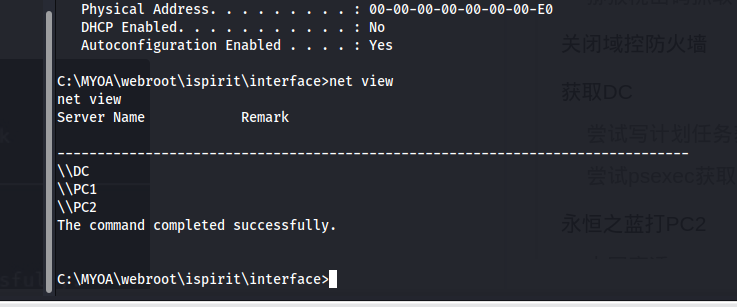 Physical Address. . . . . . . . . : 00-00-00-00-00-00-00-E0
DHCP Enabled. . . . . . . . . . . : No
Autoconfiguration Enabled . . . . : Yes
C:\MYOA\webroot\ispirit\interface>net view
net view
Server Name            Remark
-------------------------------------------------------------------------------
\\DC
\\PC1
\\PC2
The command completed successfully.
C:\MYOA\webroot\ispirit\interface>
关闭域控防火墙
获取DC
尝试写计划任务
尝试psexec获取
永恒之蓝打PC2